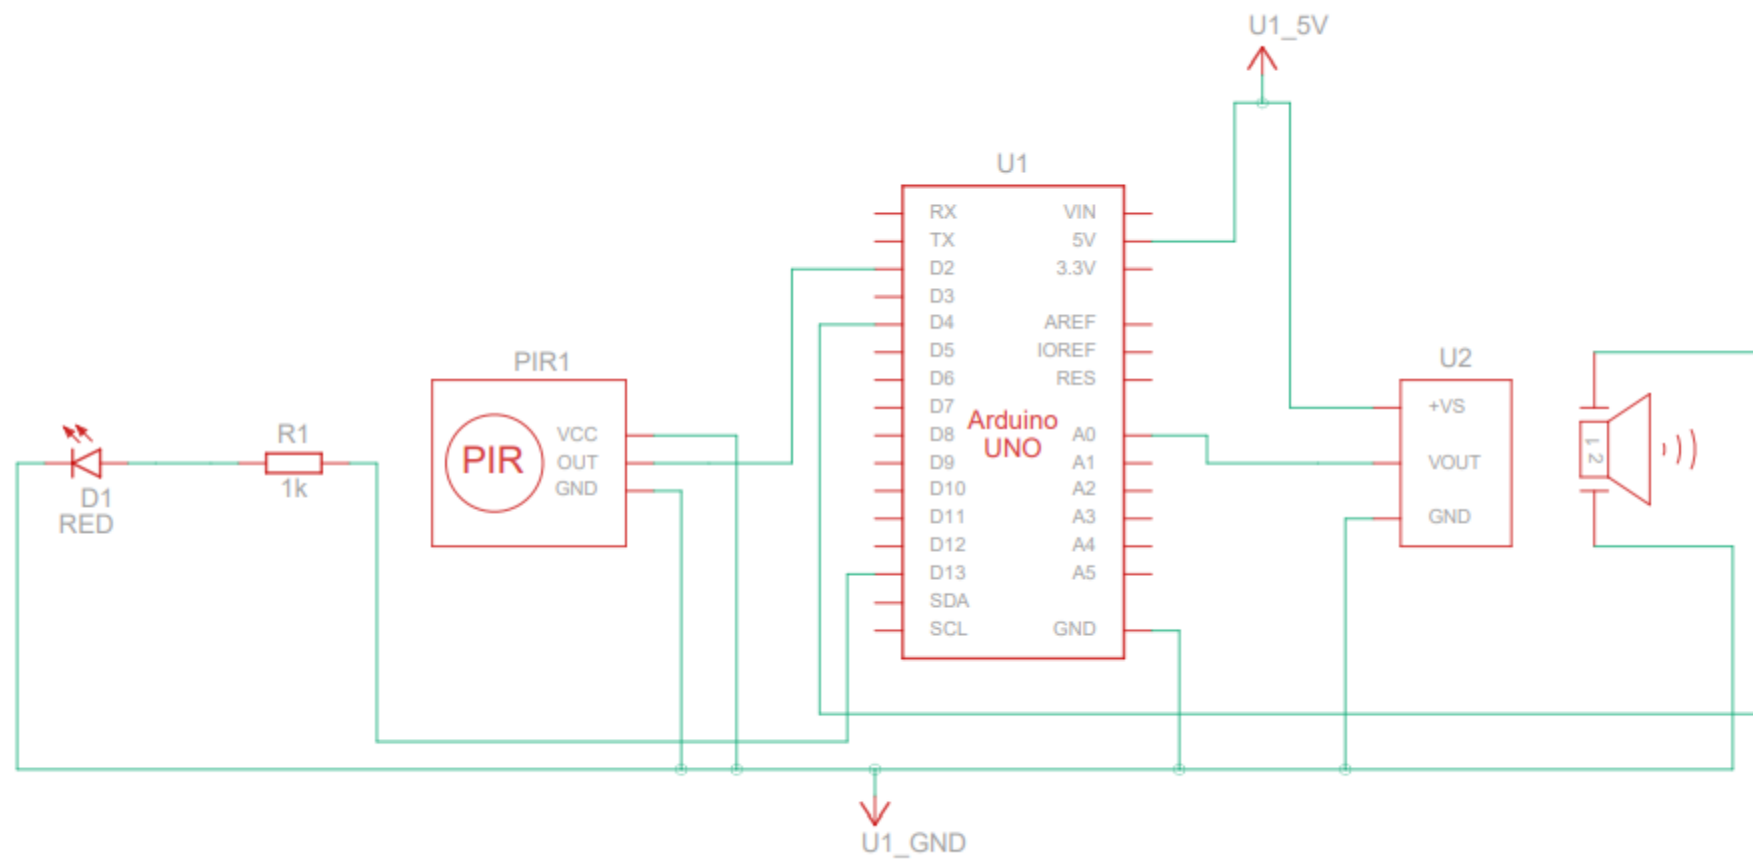 U1_5V
U1
RX
VIN
TX
5V
D2
3.3V
D3
D4
AREF
D5
IOREF
D6
RES
D7
D8
A0
D9
A1
D10
A2
D11
A3
D12
A4
D13
A5
SDA
SCL
GND
Arduino
UNO
PIR1
PIR
VCC
OUT
GND
R1
1k
D1
RED
U2
+VS
VOUT
GND
1 2
U1_GND